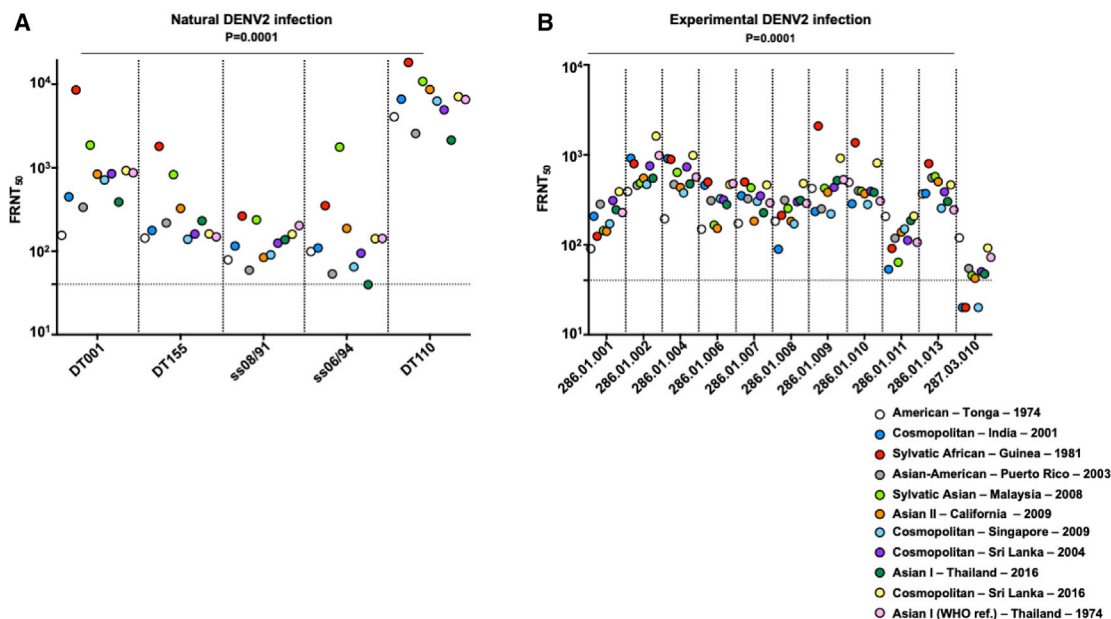 A
Natural DENV2 infection
P=0.0001
FRNT50
10^4
10^3
10^2
10^1
DT001
DT155
ss08/91
ss06/94
DT110
B
Experimental DENV2 infection
P=0.0001
FRNT50
10^4
10^3
10^2
10^1
286.01.001
286.01.002
286.01.004
286.01.006
286.01.007
286.01.008
286.01.009
286.01.010
286.01.011
286.01.013
287.03.010
American – Tonga – 1974
Cosmopolitan – India – 2001
Sylvatic African – Guinea – 1981
Asian-American – Puerto Rico – 2003
Sylvatic Asian – Malaysia – 2008
Asian II – California – 2009
Cosmopolitan – Singapore – 2009
Cosmopolitan – Sri Lanka – 2004
Asian I – Thailand – 2016
Cosmopolitan – Sri Lanka – 2016
Asian I (WHO ref.) – Thailand – 1974